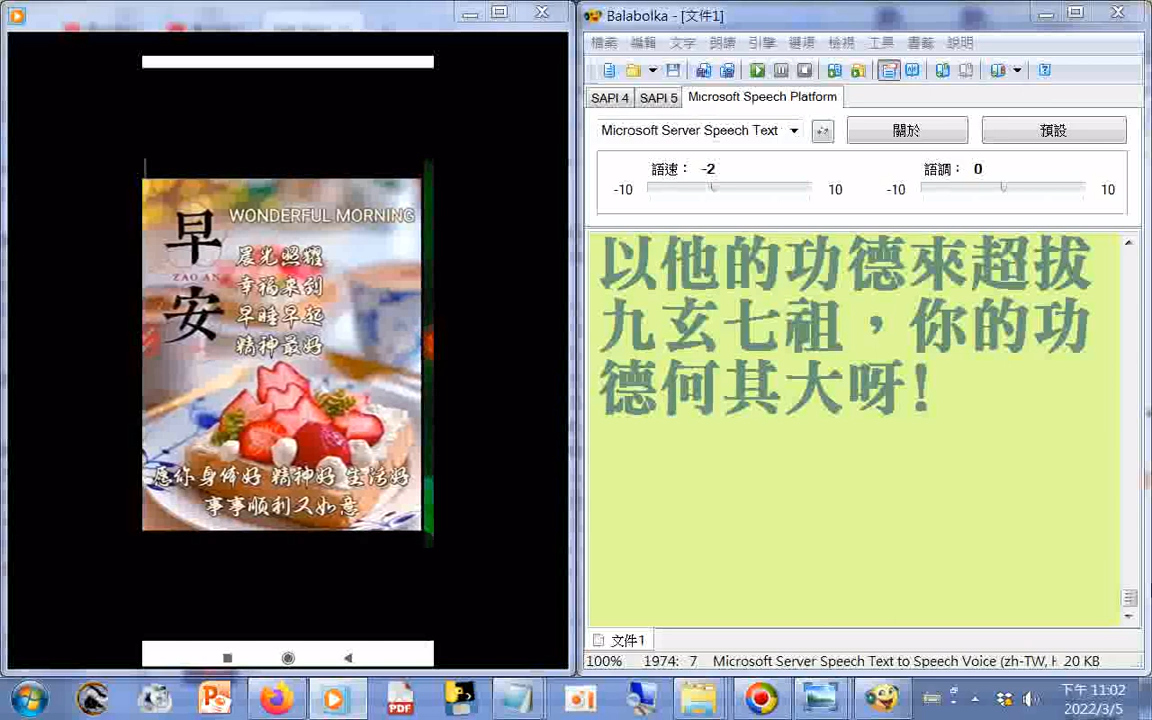 Balabolka - [文件1]
檔案 編輯 文字 朗讀 引擎 選項 檢視 工具 書籤 說明
SAPI 4 SAPI 5 Microsoft Speech Platform
Microsoft Server Speech Text 關於 預設
語速： -2 語調： 0
-10 10 -10 10
以他的功德來超拔
九玄七祖，你的功
德何其大呀!
文件1
100% 1974: 7 Microsoft Server Speech Text to Speech Voice (zh-TW, H 20 KB
早安
ZAO AN
WONDERFUL MORNING
晨光照耀
幸福来到
早睡早起
精神最好
愿你身体好 精神好 生活好
事事顺利又如意
PDF
下午 11:02
2022/3/5